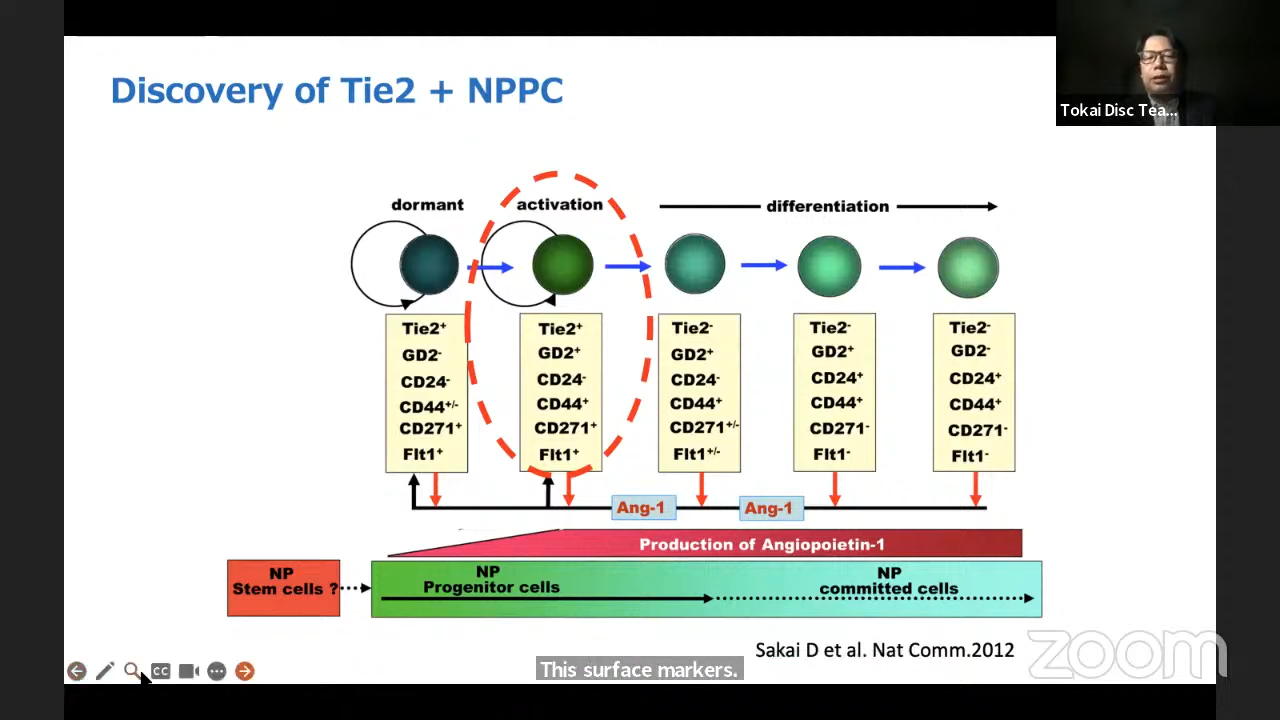 Discovery of Tie2 + NPPC
Tokai Disc Tea...
dormant
activation
differentiation
Tie2⁺
GD2⁻
CD24⁻
CD44⁺/⁻
CD271⁺
Flt1⁺
Tie2⁺
GD2⁺
CD24⁻
CD44⁺
CD271⁺
Flt1⁺
Tie2⁻
GD2⁺
CD24⁻
CD44⁺
CD271⁺/⁻
Flt1⁺/⁻
Tie2⁻
GD2⁺
CD24⁺
CD44⁺
CD271⁻
Flt1⁻
Tie2⁻
GD2⁻
CD24⁺
CD44⁺
CD271⁻
Flt1⁻
Ang-1
Ang-1
Production of Angiopoietin-1
NP
Stem cells ?
NP
Progenitor cells
NP
committed cells
Sakai D et al. Nat Comm.2012
zoom
CC
This surface markers.